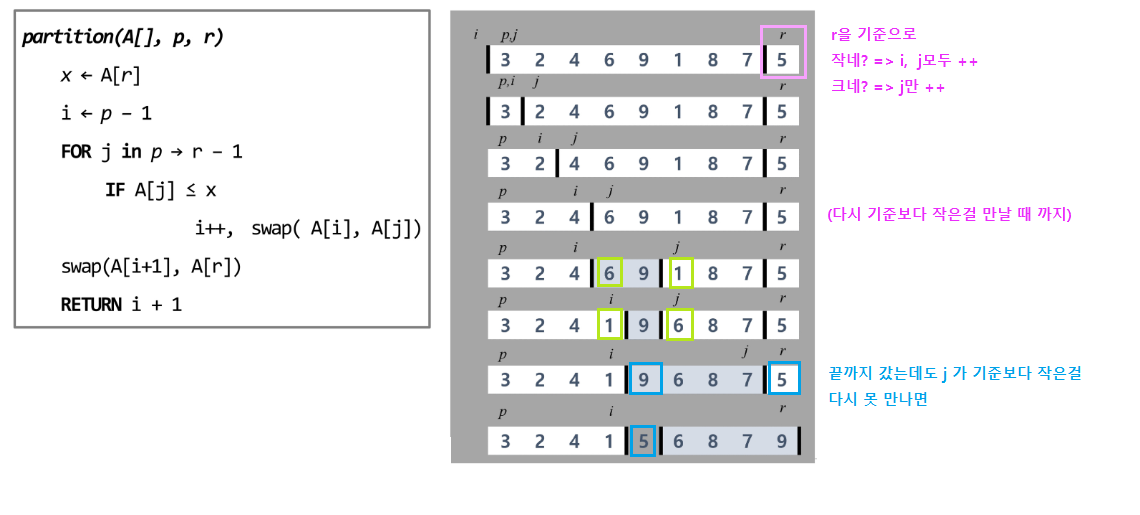 partition(A[], p, r)
x ← A[r]
i ← p − 1
FOR j in p → r − 1
IF A[j] ≤ x
i++, swap( A[i], A[j])
swap(A[i+1], A[r])
RETURN i + 1
i p,j r
3 2 4 6 9 1 8 7 5
p,i j r
3 2 4 6 9 1 8 7 5
p i j r
3 2 4 6 9 1 8 7 5
p i j r
3 2 4 6 9 1 8 7 5
p i j r
3 2 4 6 9 1 8 7 5
p i j r
3 2 4 1 9 6 8 7 5
p i j r
3 2 4 1 9 6 8 7 5
p i r
3 2 4 1 5 6 8 7 9
r을 기준으로
작네? => i, j모두 ++
크네? => j만 ++
(다시 기준보다 작은걸 만날 때 까지)
끝까지 갔는데도 j 가 기준보다 작은걸
다시 못 만나면